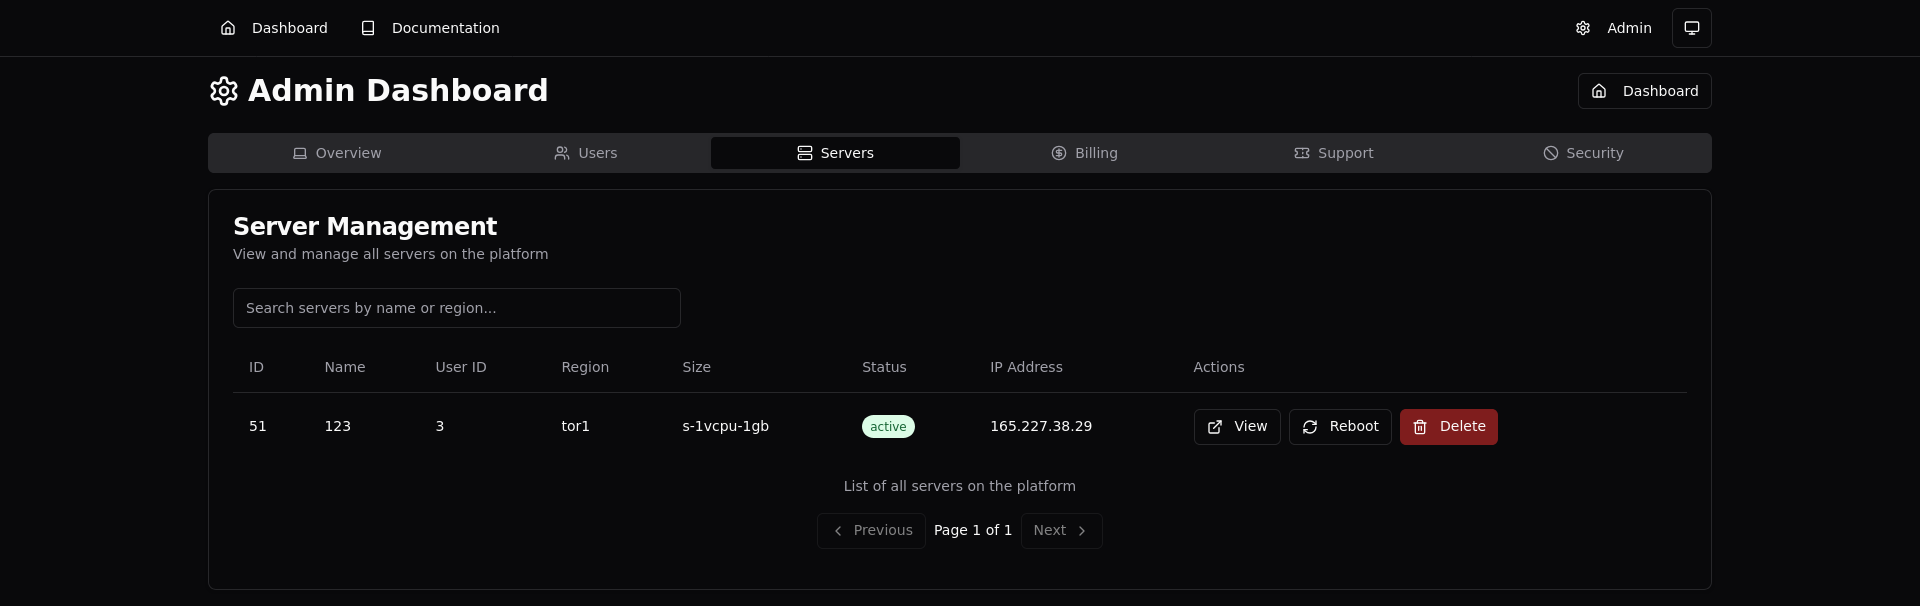 Dashboard Documentation Admin
Admin Dashboard Dashboard
Overview Users Servers Billing Support Security
Server Management
View and manage all servers on the platform
Search servers by name or region...
ID Name User ID Region Size Status IP Address Actions
51 123 3 tor1 s-1vcpu-1gb active 165.227.38.29 View Reboot Delete
List of all servers on the platform
Previous Page 1 of 1 Next